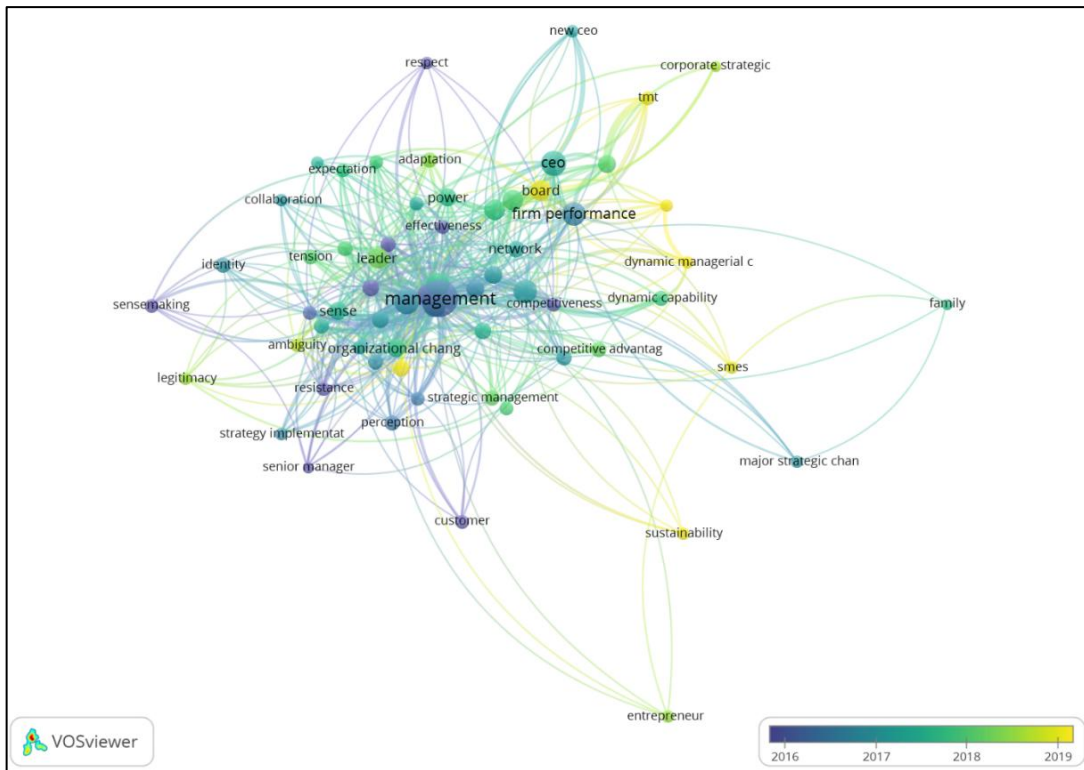 new ceo
respect
corporate strategic
tmt
adaptation
ceo
expectation
board
collaboration
power
firm performance
effectiveness
network
tension
leader
identity
dynamic managerial c
management
competitiveness
dynamic capability
sensemaking
family
sense
ambiguity
organizational chang
competitive advantag
smes
legitimacy
resistance
strategic management
perception
strategy implementat
major strategic chan
senior manager
customer
sustainability
entrepreneur
VOSviewer
2016 2017 2018 2019